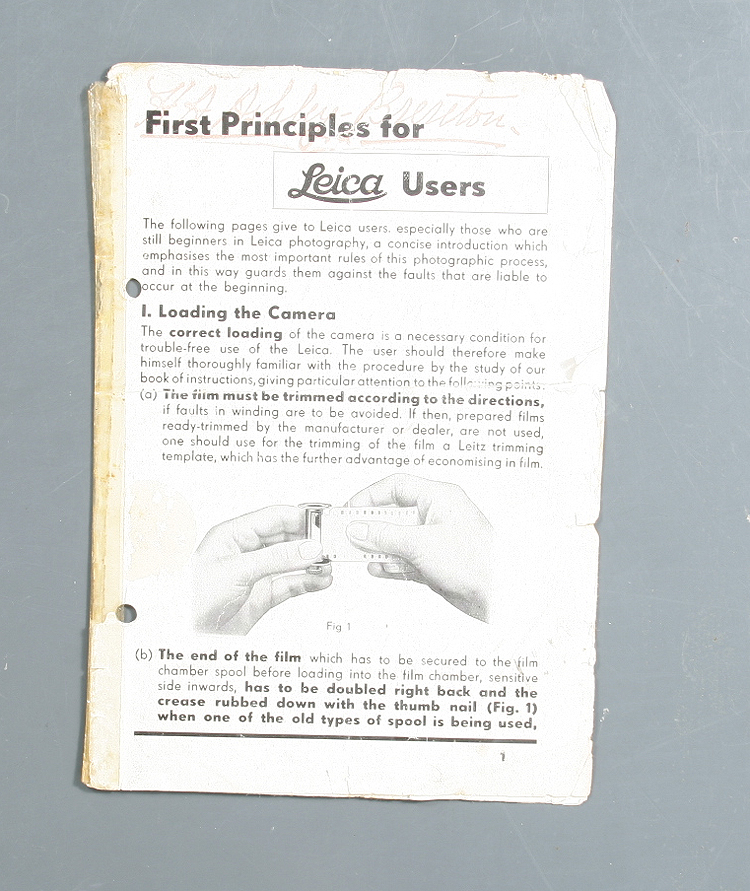 First Principles for
Leica Users
The following pages give to Leica users. especially those who are
still beginners in Leica photography, a concise introduction which
emphasises the most important rules of this photographic process,
and in this way guards them against the faults that are liable to
occur at the beginning.
I. Loading the Camera
The correct loading of the camera is a necessary condition for
trouble-free use of the Leica. The user should therefore make
himself thoroughly familiar with the procedure by the study of our
book of instructions, giving particular attention to the following points.
(a) The film must be trimmed according to the directions,
if faults in winding are to be avoided. If then, prepared films
ready-trimmed by the manufacturer or dealer, are not used,
one should use for the trimming of the film a Leitz trimming
template, which has the further advantage of economising in film.
Fig 1
(b) The end of the film which has to be secured to the film
chamber spool before loading into the film chamber, sensitive
side inwards, has to be doubled right back and the
crease rubbed down with the thumb nail (Fig. 1)
when one of the old types of spool is being used,
1